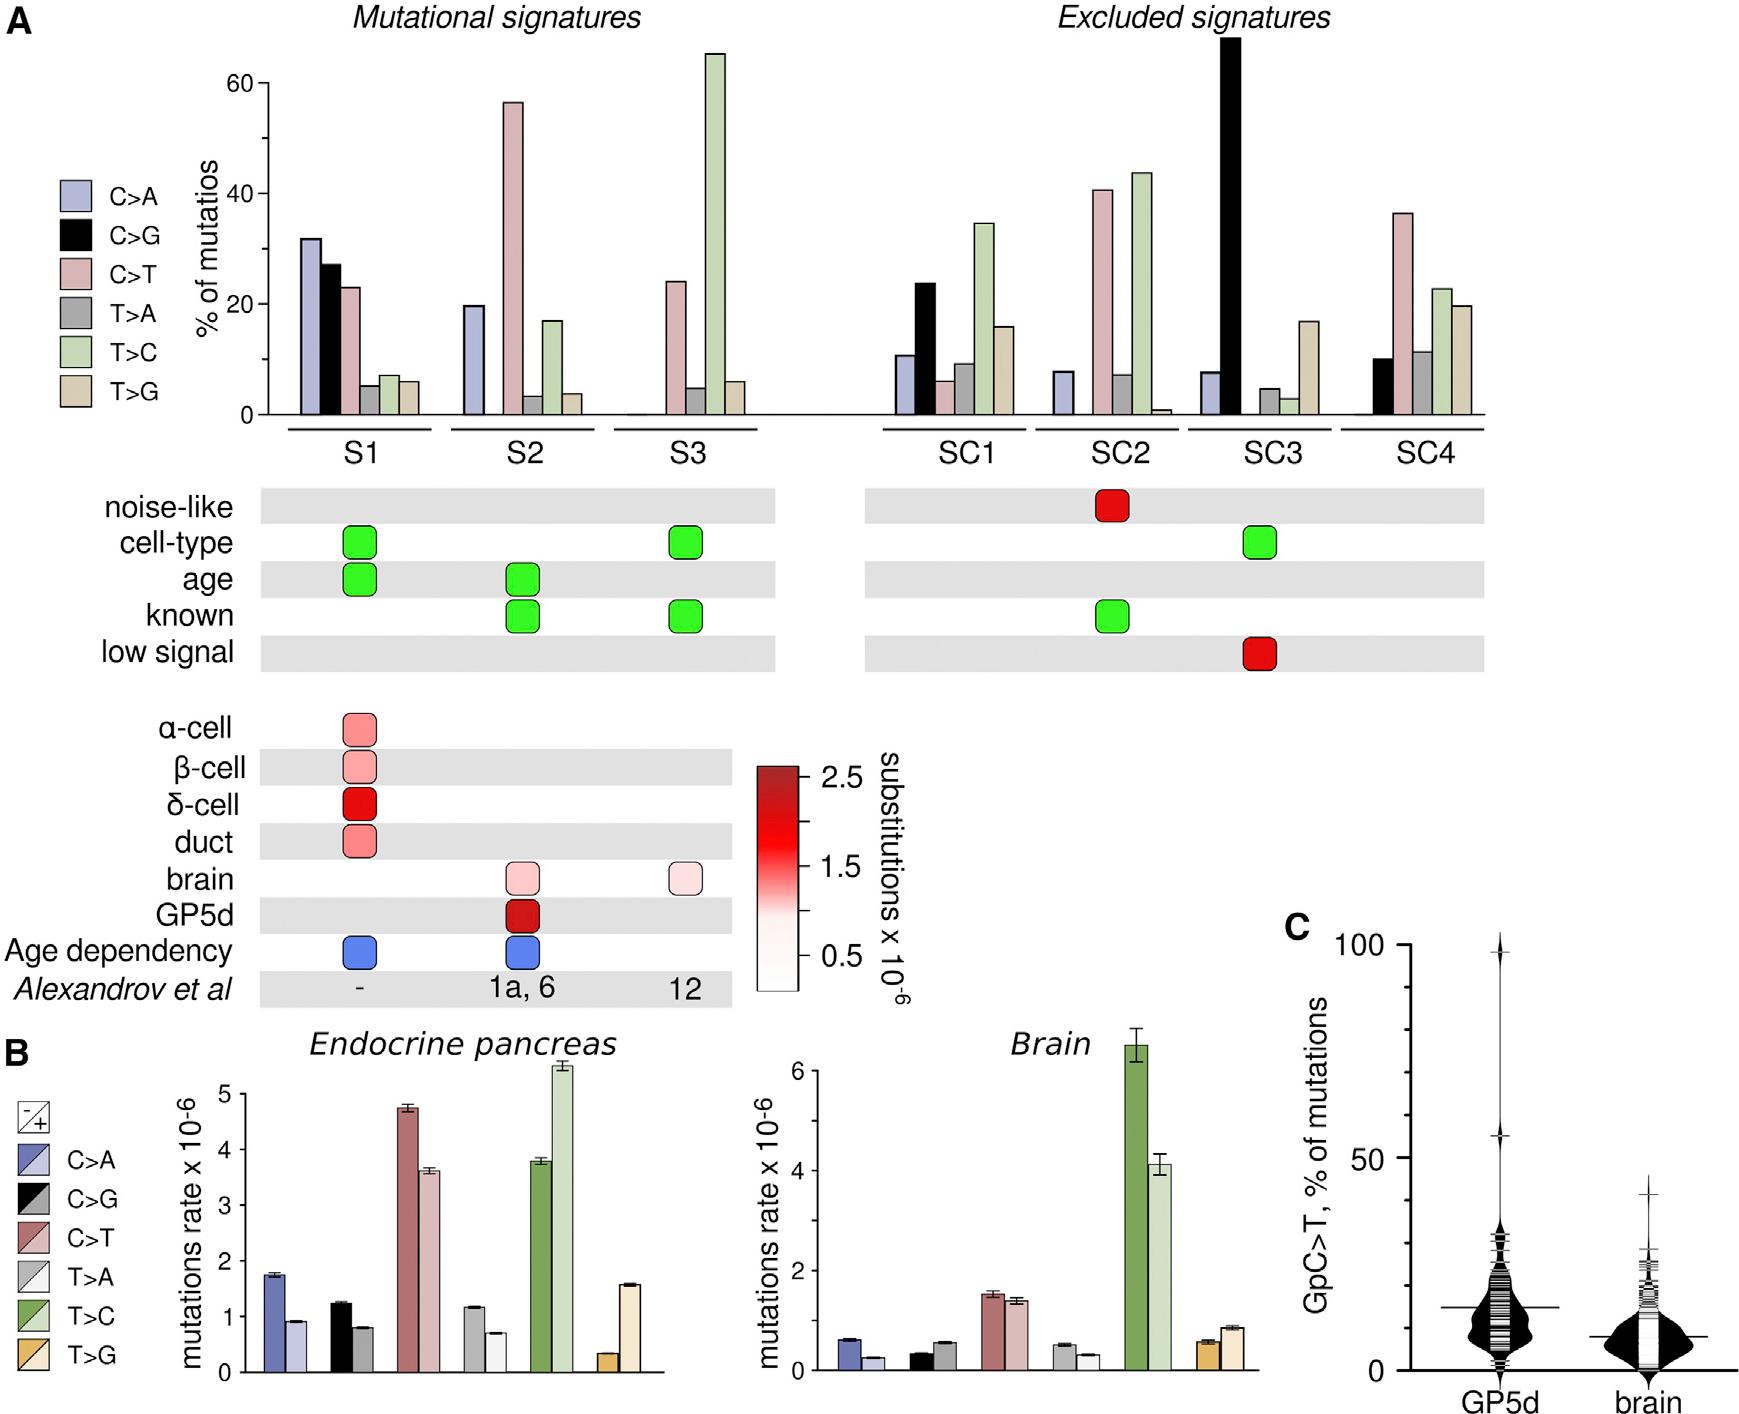 A
Mutational signatures
Excluded signatures
60
40
20
0
% of mutatios
C>A
C>G
C>T
T>A
T>C
T>G
S1
S2
S3
SC1
SC2
SC3
SC4
noise-like
cell-type
age
known
low signal
α-cell
β-cell
δ-cell
duct
brain
GP5d
Age dependency
Alexandrov et al
-
1a, 6
12
2.5
1.5
0.5
substitutions x 10-6
B
Endocrine pancreas
-
+
C>A
C>G
C>T
T>A
T>C
T>G
mutations rate x 10-6
5
4
3
2
1
0
Brain
mutations rate x 10-6
6
4
2
0
C
GpC>T, % of mutations
100
50
0
GP5d
brain